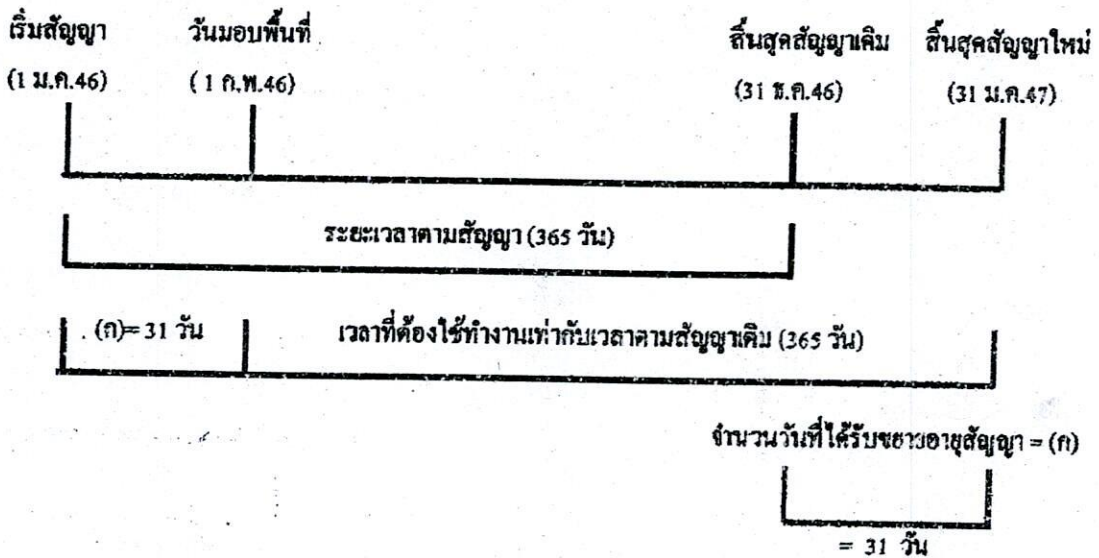 เริ่มสัญญา วันมอบพื้นที่ สิ้นสุดสัญญาเดิม สิ้นสุดสัญญาใหม่
(1 ม.ค.46) ( 1 ก.พ.46) (31 ธ.ค.46) (31 ม.ค.47)
ระยะเวลาตามสัญญา (365 วัน)
(ก)= 31 วัน เวลาที่ต้องใช้ทำงานเท่ากับเวลาตามสัญญาเดิม (365 วัน)
จำนวนวันที่ได้รับขยายอายุสัญญา = (ก)
= 31 วัน